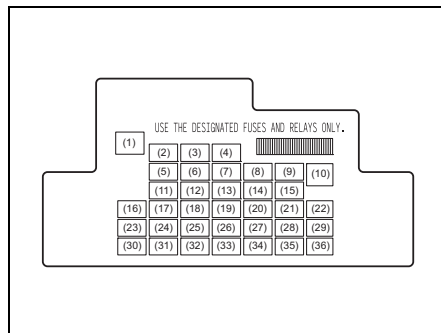 USE THE DESIGNATED FUSES AND RELAYS ONLY.
(1)
(2) (3) (4)
(5) (6) (7) (8) (9) (10)
(11) (12) (13) (14) (15)
(16) (17) (18) (19) (20) (21) (22)
(23) (24) (25) (26) (27) (28) (29)
(30) (31) (32) (33) (34) (35) (36)